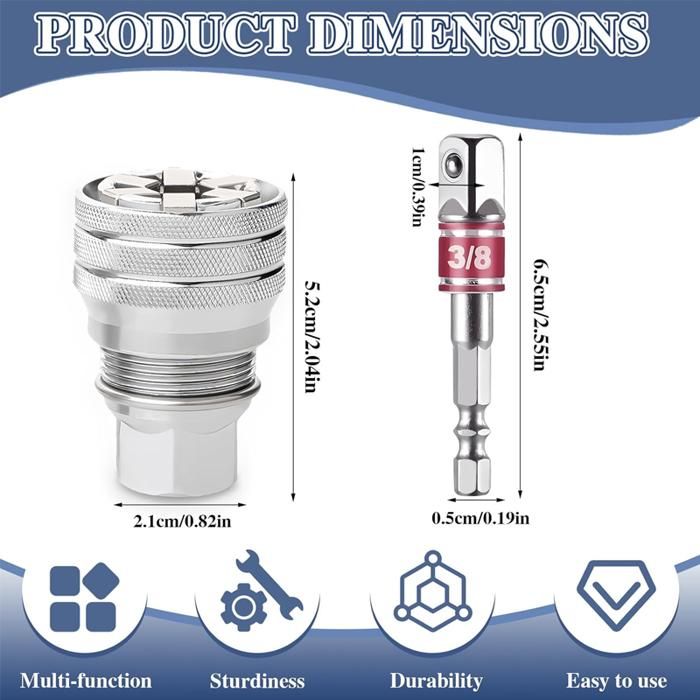 PRODUCT DIMENSIONS
1cm/0.39in
3/8
5.2cm/2.04in
6.5cm/2.55in
2.1cm/0.82in
0.5cm/0.19in
Multi-function
Sturdiness
Durability
Easy to use